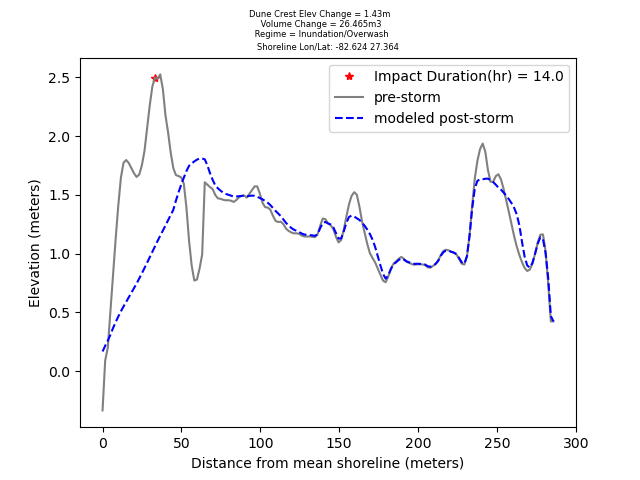 Dune Crest Elev Change = 1.43m
Volume Change = 26.465m3
Regime = Inundation/Overwash
Shoreline Lon/Lat: -82.624 27.364
Impact Duration(hr) = 14.0
pre-storm
modeled post-storm
Elevation (meters)
2.5
2.0
1.5
1.0
0.5
0.0
0 50 100 150 200 250 300
Distance from mean shoreline (meters)